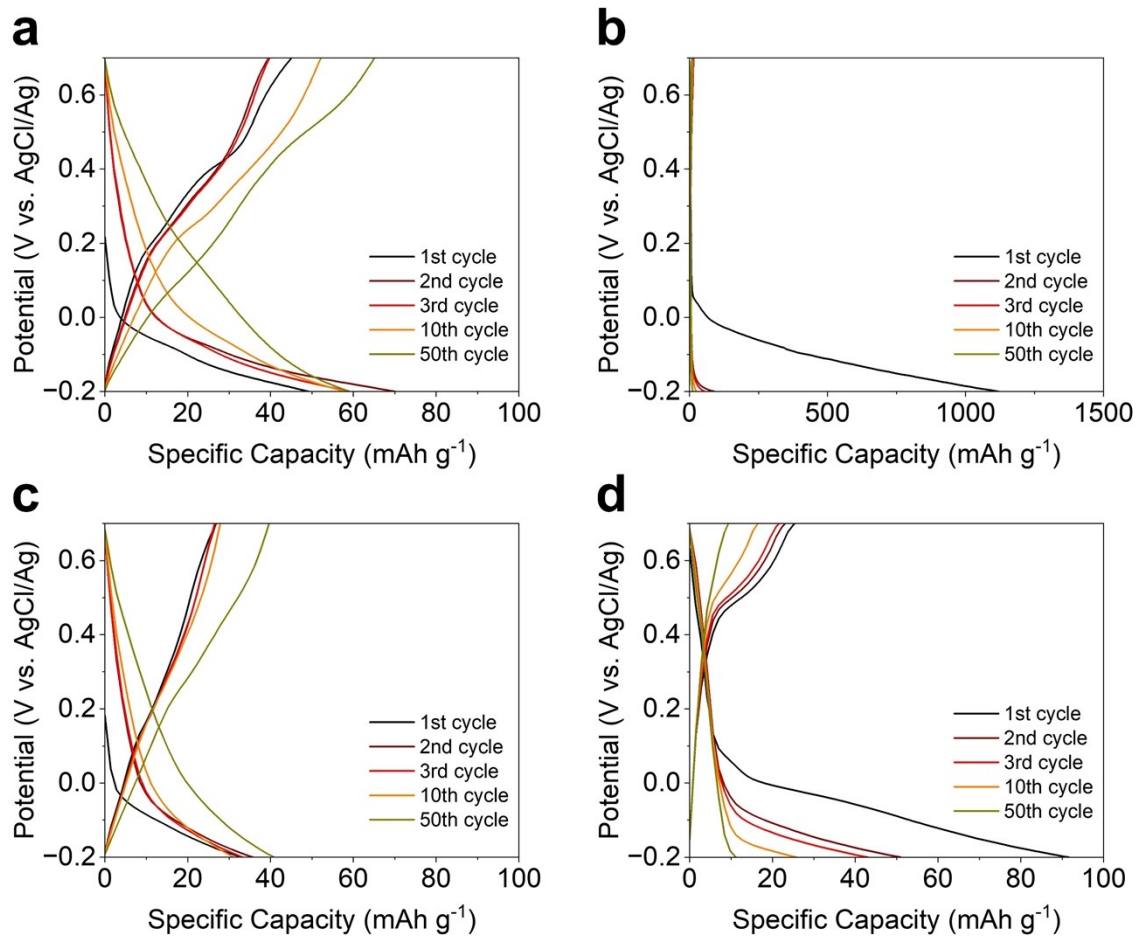 a
0.6
0.4
0.2
0.0
−0.2
Potential (V vs. AgCl/Ag)
1st cycle
2nd cycle
3rd cycle
10th cycle
50th cycle
0 20 40 60 80 100
Specific Capacity (mAh g⁻¹)
b
0.6
0.4
0.2
0.0
−0.2
Potential (V vs. AgCl/Ag)
1st cycle
2nd cycle
3rd cycle
10th cycle
50th cycle
0 500 1000 1500
Specific Capacity (mAh g⁻¹)
c
0.6
0.4
0.2
0.0
−0.2
Potential (V vs. AgCl/Ag)
1st cycle
2nd cycle
3rd cycle
10th cycle
50th cycle
0 20 40 60 80 100
Specific Capacity (mAh g⁻¹)
d
0.6
0.4
0.2
0.0
−0.2
Potential (V vs. AgCl/Ag)
1st cycle
2nd cycle
3rd cycle
10th cycle
50th cycle
0 20 40 60 80 100
Specific Capacity (mAh g⁻¹)